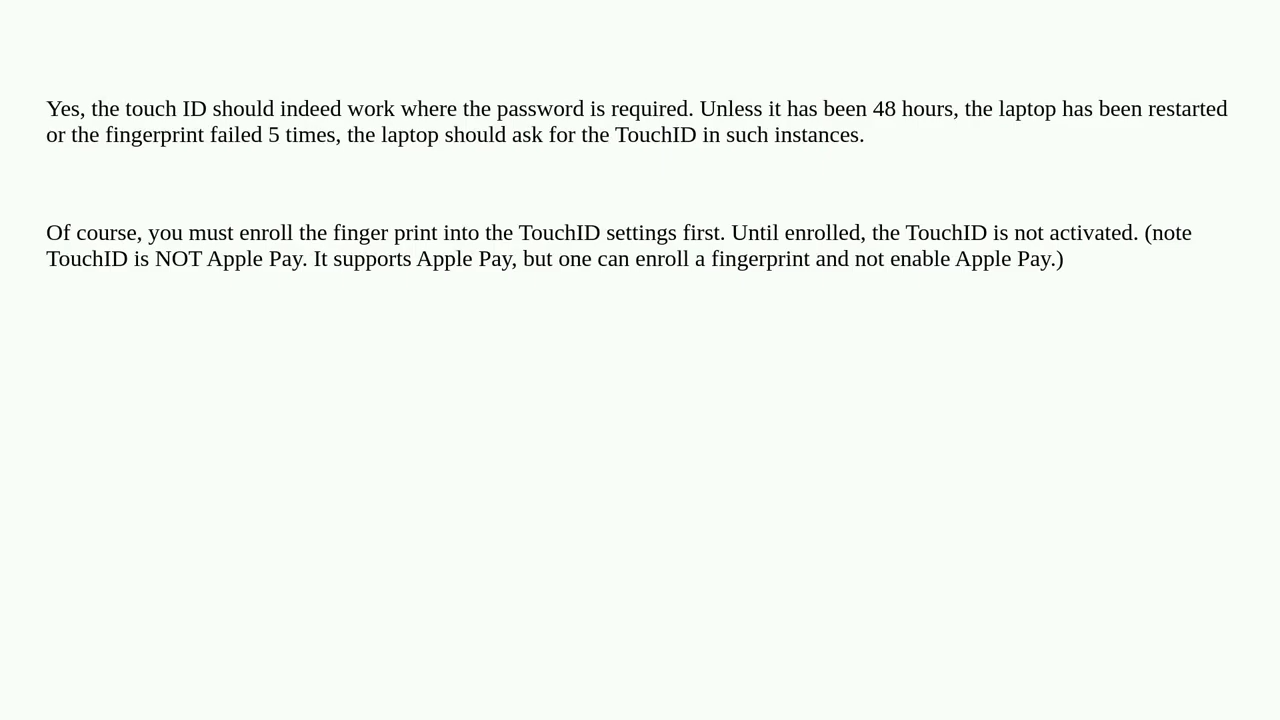 Yes, the touch ID should indeed work where the password is required. Unless it has been 48 hours, the laptop has been restarted
or the fingerprint failed 5 times, the laptop should ask for the TouchID in such instances.
Of course, you must enroll the finger print into the TouchID settings first. Until enrolled, the TouchID is not activated. (note
TouchID is NOT Apple Pay. It supports Apple Pay, but one can enroll a fingerprint and not enable Apple Pay.)